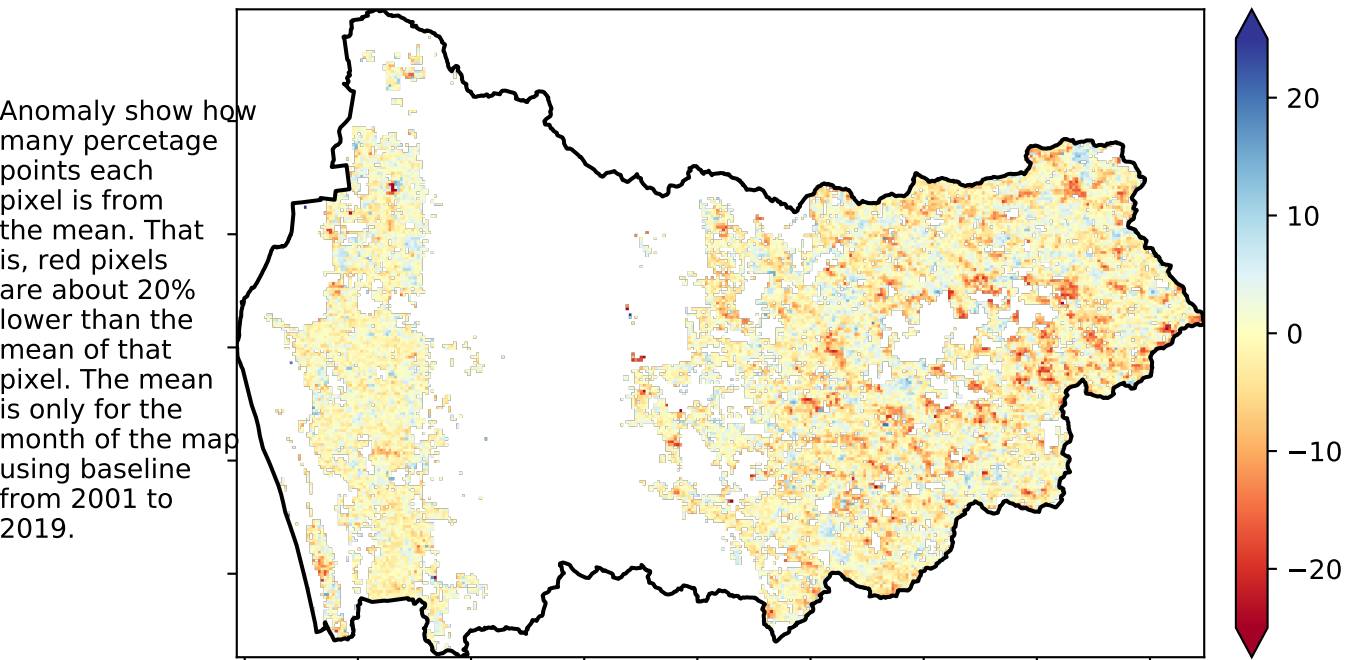 Anomaly show how
many percetage
points each
pixel is from
the mean. That
is, red pixels
are about 20%
lower than the
mean of that
pixel. The mean
is only for the
month of the map
using baseline
from 2001 to
2019.
20
10
0
−10
−20